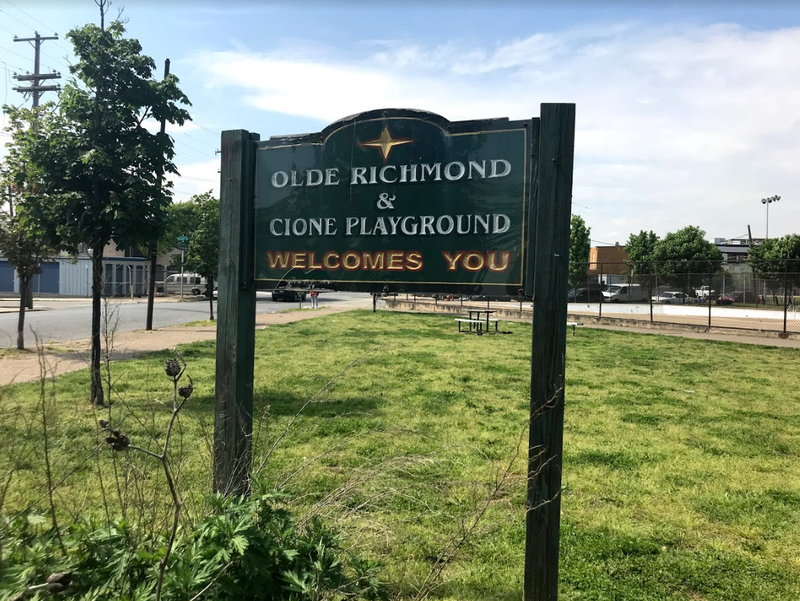 OLDE RICHMOND
&
CIONE PLAYGROUND
WELCOMES YOU